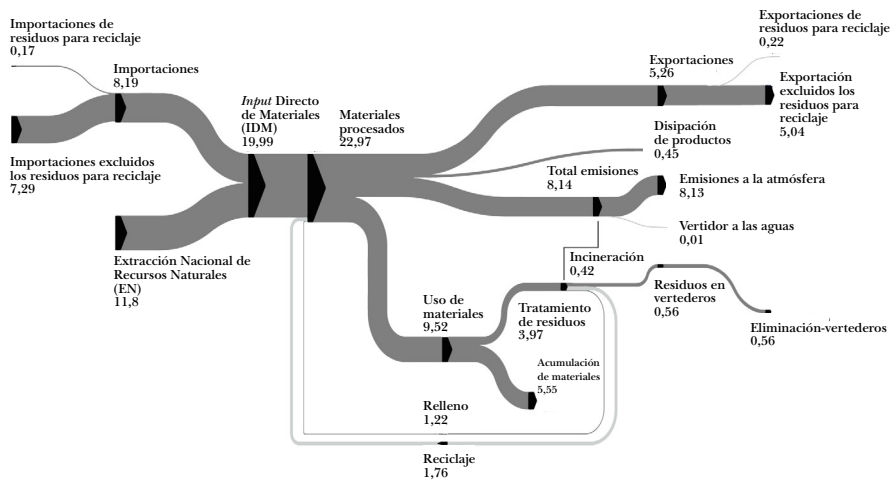 Importaciones de
residuos para reciclaje
0,17
Importaciones
8,19
Importaciones excluidos
los residuos para reciclaje
7,29
Extracción Nacional de
Recursos Naturales
(EN)
11,8
Input Directo
de Materiales
(IDM)
19,99
Materiales
procesados
22,97
Exportaciones
5,26
Exportaciones de
residuos para reciclaje
0,22
Exportación
excluidos los
residuos para
reciclaje
5,04
Disipación
de productos
0,45
Total emisiones
8,14
Emisiones a la atmósfera
8,13
Vertidor a las aguas
0,01
Incineración
0,42
Uso de
materiales
9,52
Tratamiento
de residuos
3,97
Residuos en
vertederos
0,56
Eliminación-vertederos
0,56
Acumulación
de materiales
5,55
Relleno
1,22
Reciclaje
1,76